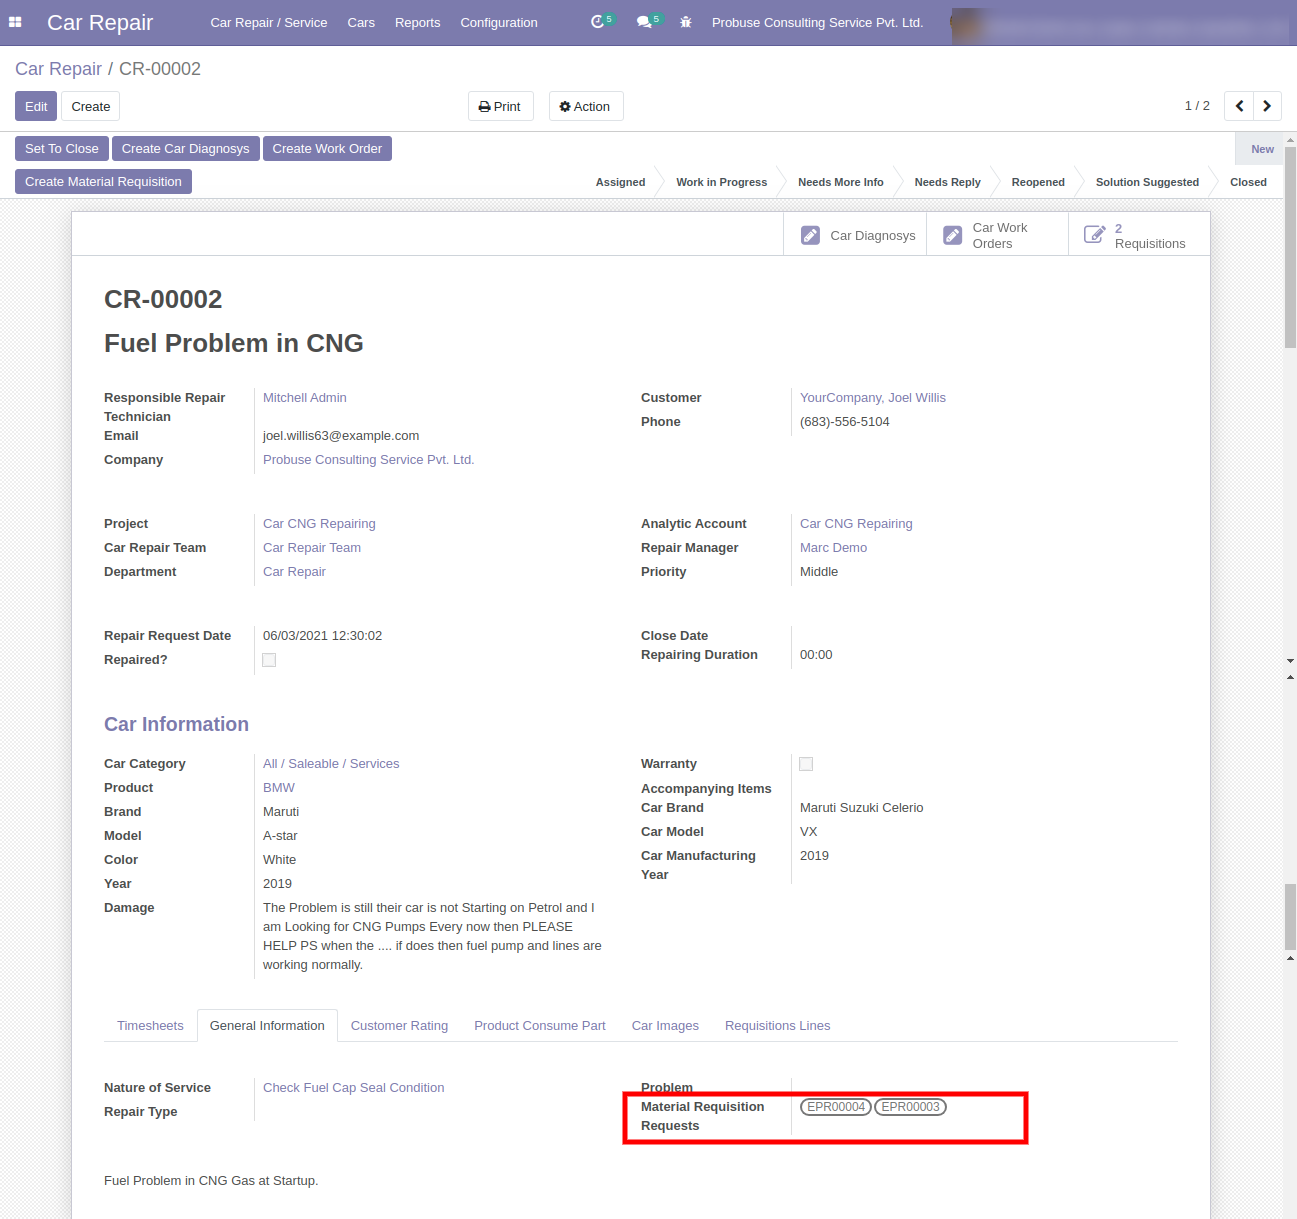 Car Repair
Car Repair / Service Cars Reports Configuration 5 5 Probuse Consulting Service Pvt. Ltd.
Car Repair / CR-00002
Edit Create Print Action 1 / 2
Set To Close Create Car Diagnosys Create Work Order New
Create Material Requisition Assigned Work in Progress Needs More Info Needs Reply Reopened Solution Suggested Closed
Car Diagnosys
Car Work
Orders
2
Requisitions
CR-00002
Fuel Problem in CNG
Responsible Repair
Technician
Mitchell Admin
Email joel.willis63@example.com
Company Probuse Consulting Service Pvt. Ltd.
Customer YourCompany, Joel Willis
Phone (683)-556-5104
Project Car CNG Repairing
Car Repair Team Car Repair Team
Department Car Repair
Analytic Account Car CNG Repairing
Repair Manager Marc Demo
Priority Middle
Repair Request Date 06/03/2021 12:30:02
Repaired?
Close Date
Repairing Duration 00:00
Car Information
Car Category All / Saleable / Services
Product BMW
Brand Maruti
Model A-star
Color White
Year 2019
Damage The Problem is still their car is not Starting on Petrol and I
am Looking for CNG Pumps Every now then PLEASE
HELP PS when the .... if does then fuel pump and lines are
working normally.
Warranty
Accompanying Items
Car Brand Maruti Suzuki Celerio
Car Model VX
Car Manufacturing
Year
2019
Timesheets General Information Customer Rating Product Consume Part Car Images Requisitions Lines
Nature of Service Check Fuel Cap Seal Condition
Repair Type
Problem
Material Requisition
Requests
EPR00004 EPR00003
Fuel Problem in CNG Gas at Startup.